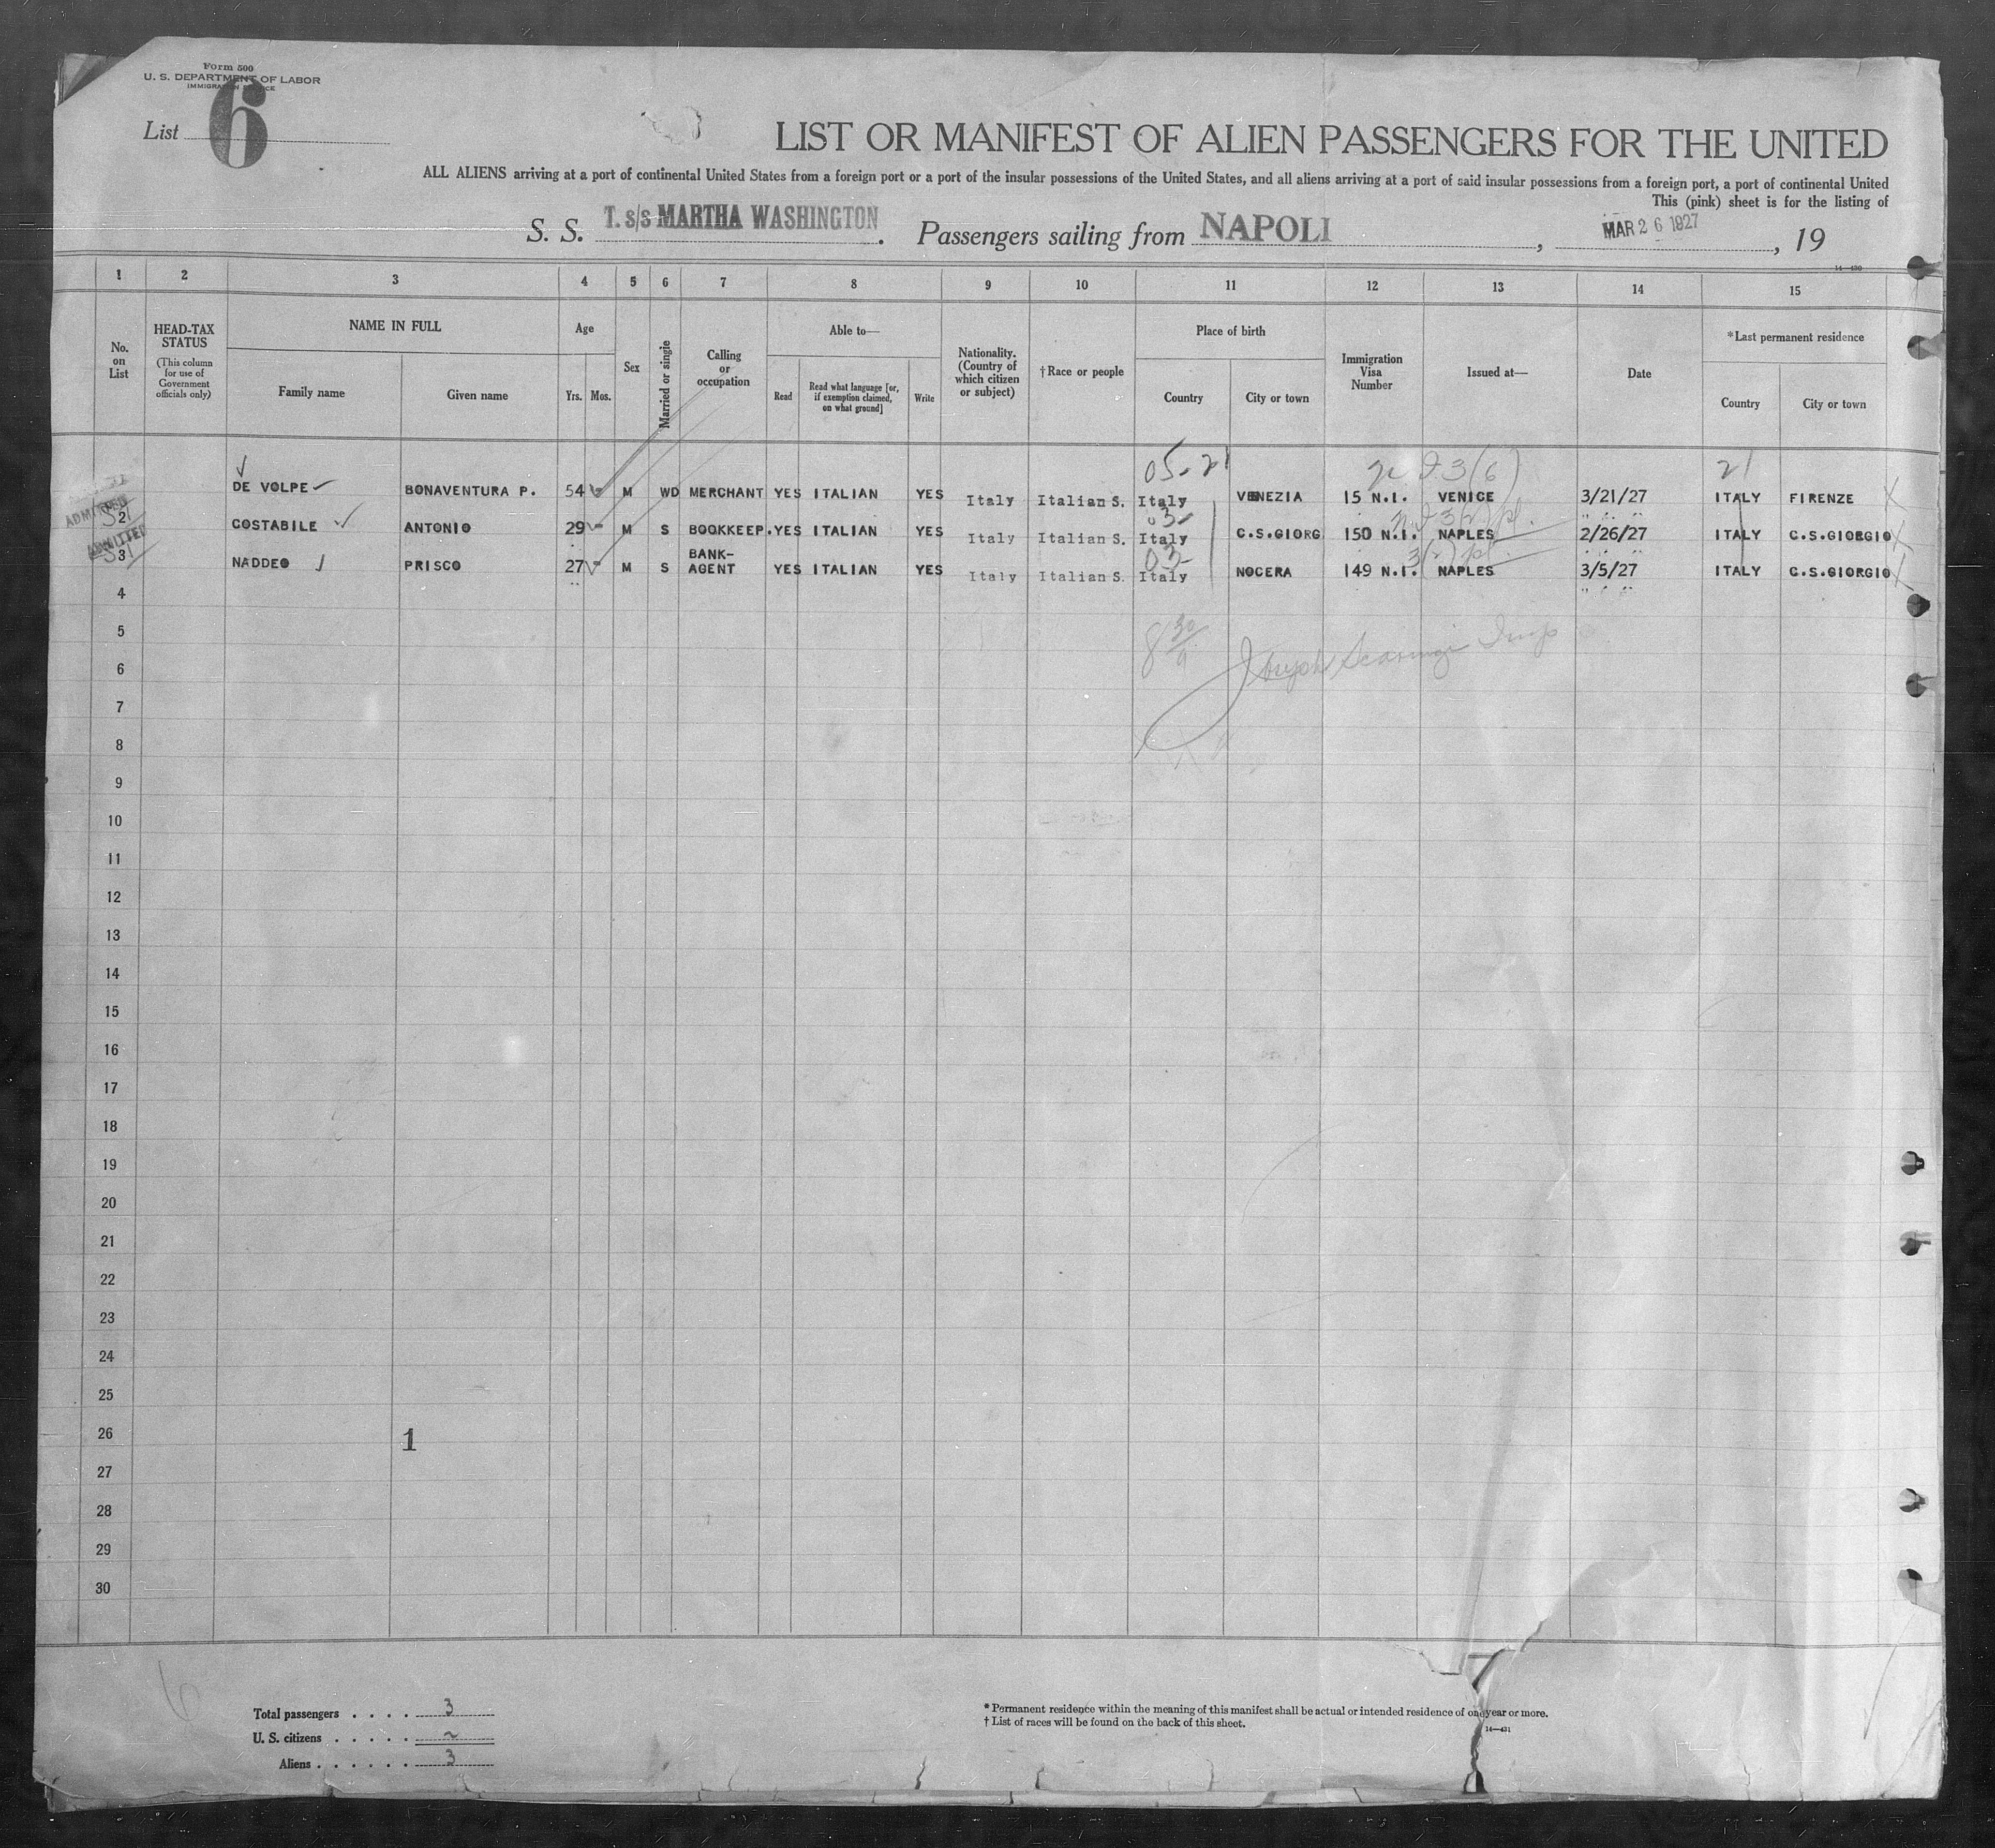 Form 500
U. S. DEPARTMENT OF LABOR
IMMIGRATION SERVICE
List 6
LIST OR MANIFEST OF ALIEN PASSENGERS FOR THE UNITED
ALL ALIENS arriving at a port of continental United States from a foreign port or a port of the insular possessions of the United States, and all aliens arriving at a port of said insular possessions from a foreign port, a port of continental United
This (pink) sheet is for the listing of
S. S. T. s/s MARTHA WASHINGTON. Passengers sailing from NAPOLI, MAR 26 1927, 19
14—430
1 2 3 4 5 6 7 8 9 10 11 12 13 14 15
No. on List
HEAD-TAX STATUS
(This column for use of Government officials only)
NAME IN FULL
Family name
Given name
Age
Yrs. Mos.
Sex
Married or single
Calling or occupation
Able to—
Read
Read what language [or, if exemption claimed, on what ground]
Write
Nationality. (Country of which citizen or subject)
†Race or people
Place of birth
Country
City or town
Immigration Visa Number
Issued at—
Date
*Last permanent residence
Country
City or town
05-21
21
DE VOLPE BONAVENTURA P. 54 M WD MERCHANT YES ITALIAN YES Italy Italian S. Italy VENEZIA 15 N.I. VENICE 3/21/27 ITALY FIRENZE
ADMITTED
2 COSTABILE ANTONIO 29 M S BOOKKEEP. YES ITALIAN YES Italy Italian S. Italy C.S.GIORG 150 N.I. NAPLES 2/26/27 ITALY C.S.GIORGIO
ADMITTED
03-
3 NADDEO PRISCO 27 M S BANK-AGENT YES ITALIAN YES Italy Italian S. Italy NOCERA 149 N.I. NAPLES 3/5/27 ITALY C.S.GIORGIO
4
5
6
7
8
9
10
11
12
13
14
15
16
17
18
19
20
21
22
23
24
25
26
1
27
28
29
30
6
Total passengers . . . . 3
U. S. citizens . . . . . ~
Aliens . . . . . . 3
* Permanent residence within the meaning of this manifest shall be actual or intended residence of one year or more.
† List of races will be found on the back of this sheet.
14—431